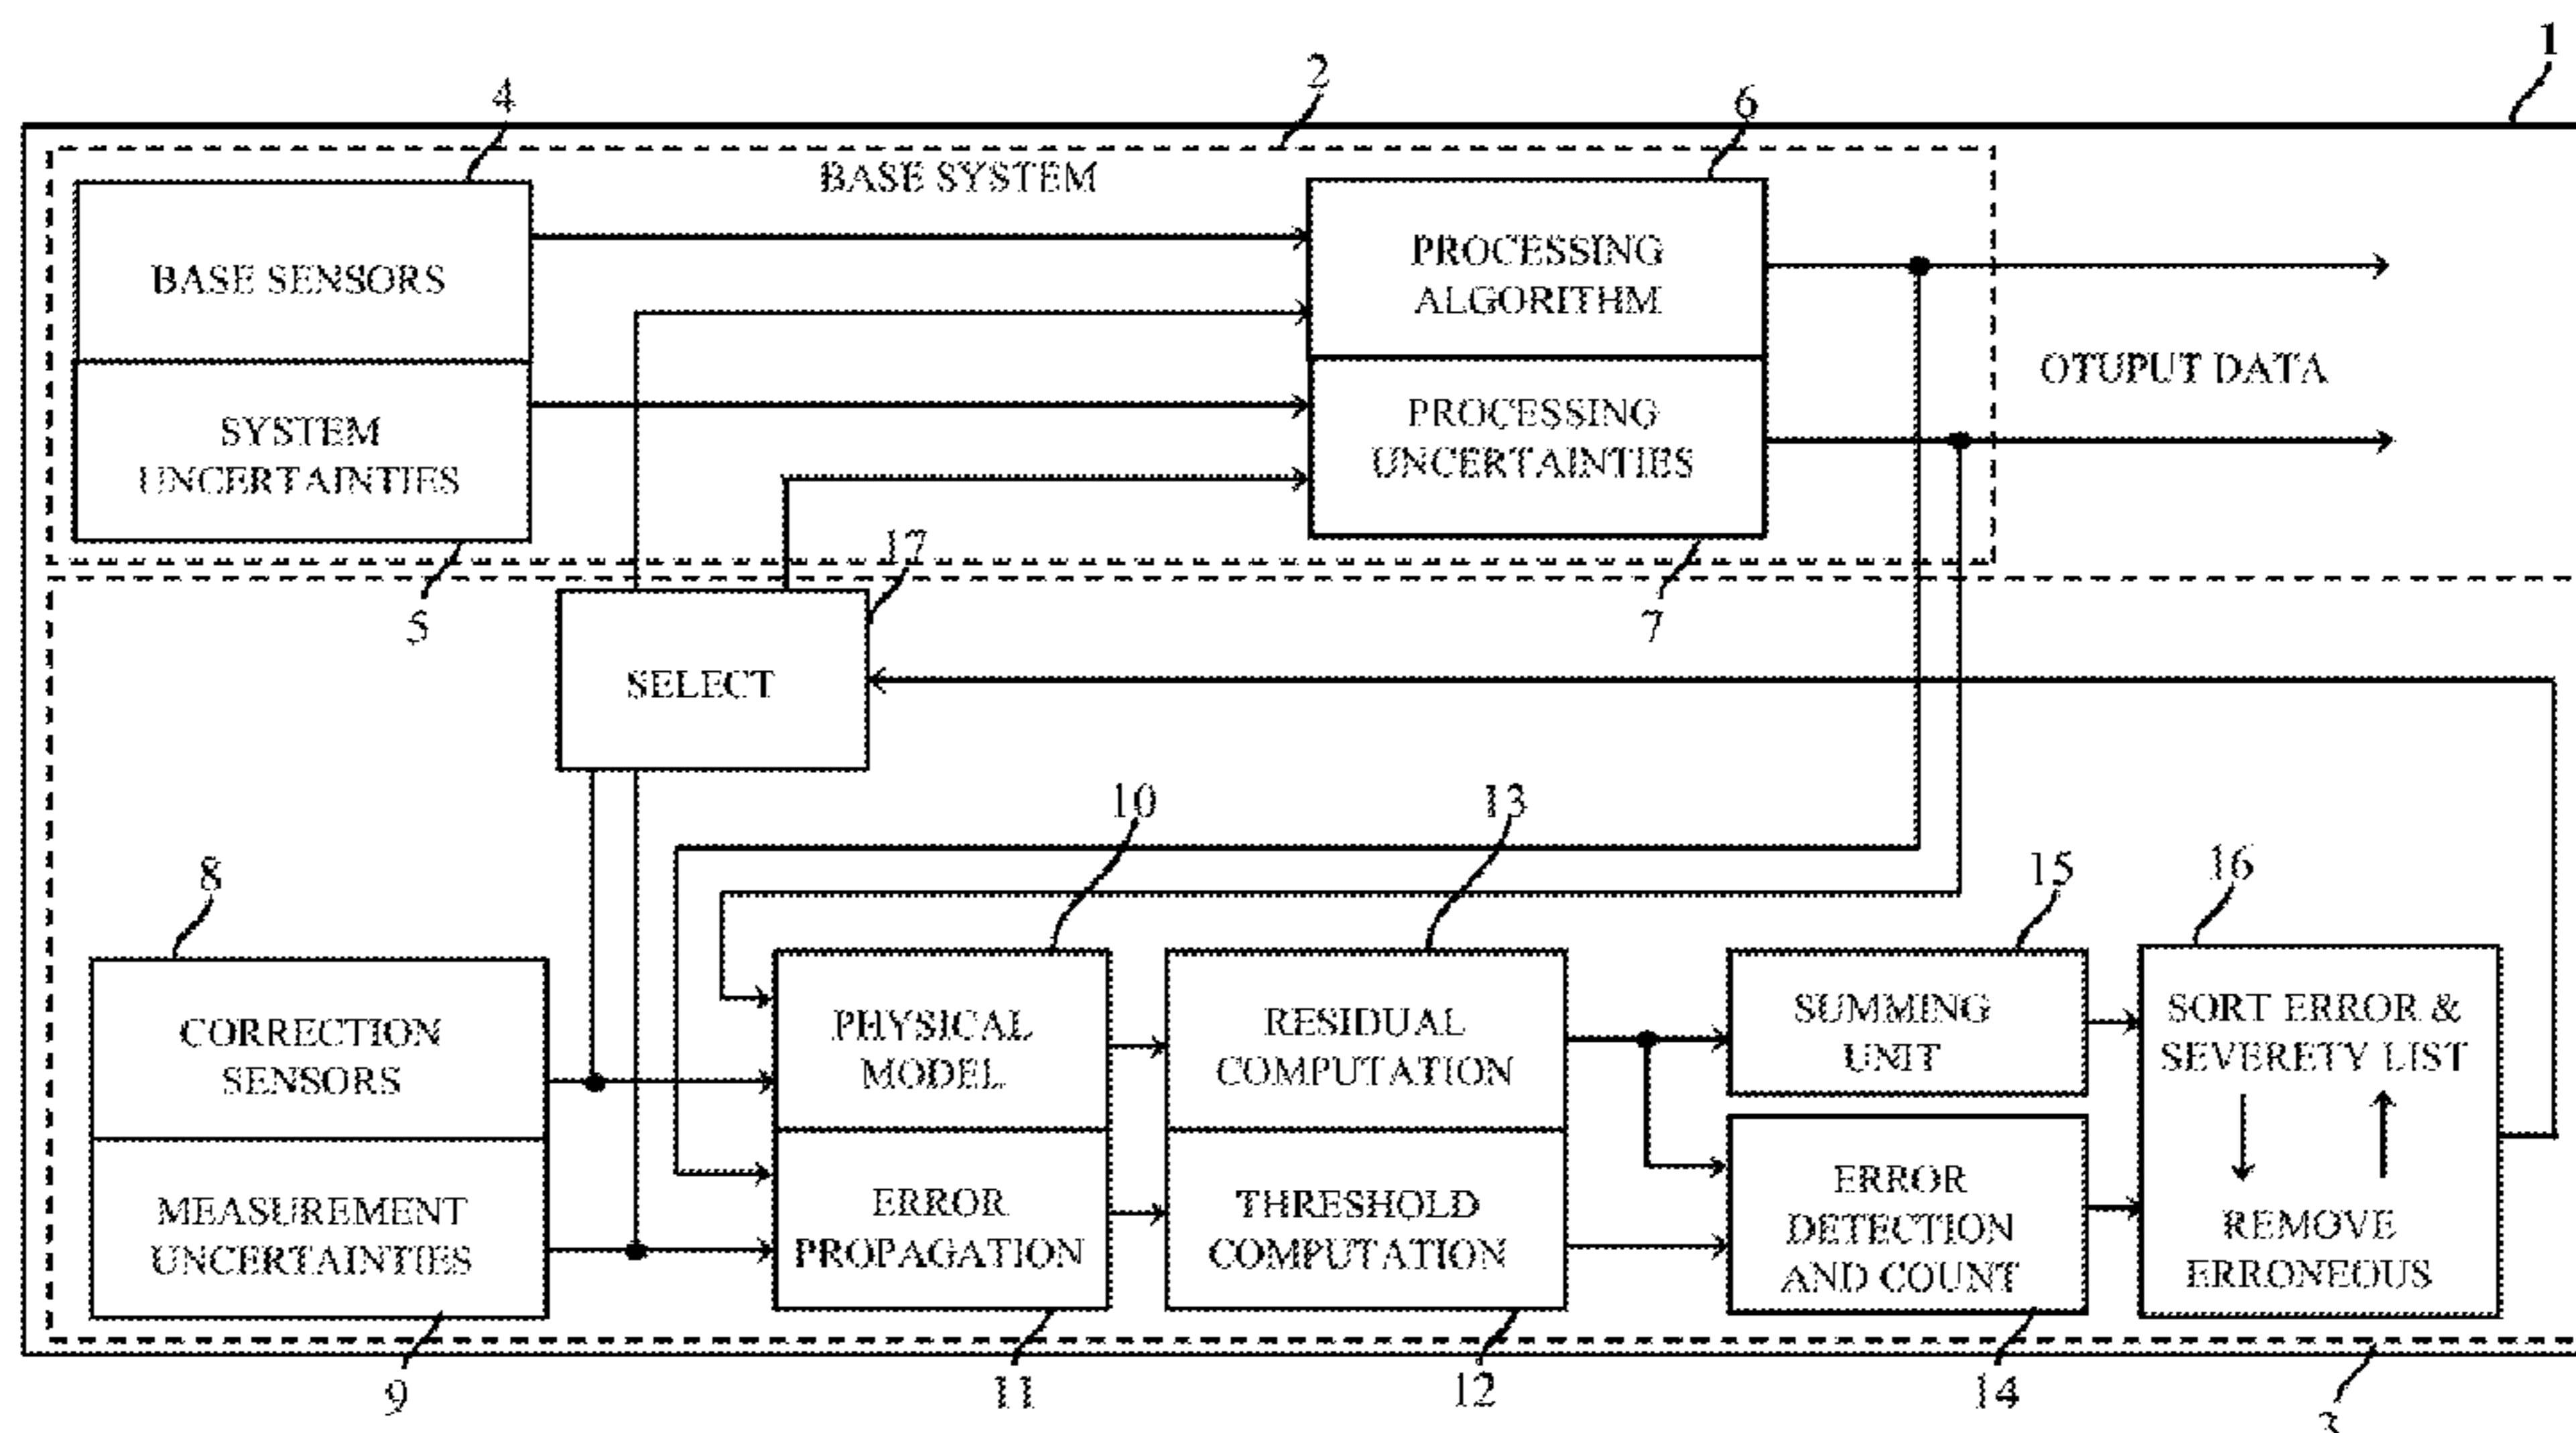 1
2
4
6
BASE SYSTEM
BASE SENSORS
PROCESSING
ALGORITHM
OTUPUT DATA
SYSTEM
UNCERTAINTIES
PROCESSING
UNCERTAINTIES
17
5
7
SELECT
10
13
8
15
16
CORRECTION
SENSORS
PHYSICAL
MODEL
RESIDUAL
COMPUTATION
SUMMING
UNIT
SORT ERROR &
SEVERETY LIST
MEASUREMENT
UNCERTAINTIES
ERROR
PROPAGATION
THRESHOLD
COMPUTATION
ERROR
DETECTION
AND COUNT
REMOVE
ERRONEOUS
9
11
12
14
3